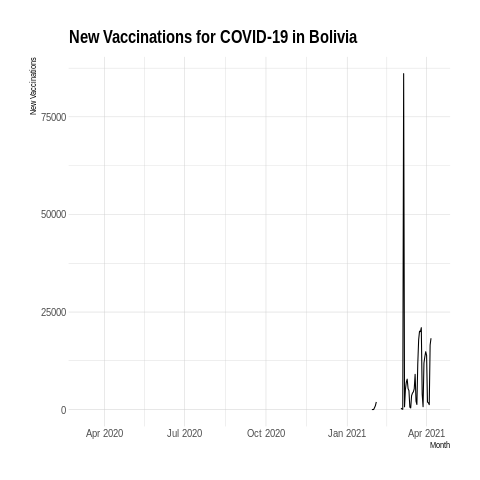 New Vaccinations for COVID-19 in Bolivia
New Vaccinations
75000
50000
25000
0
Apr 2020 Jul 2020 Oct 2020 Jan 2021 Apr 2021
Month